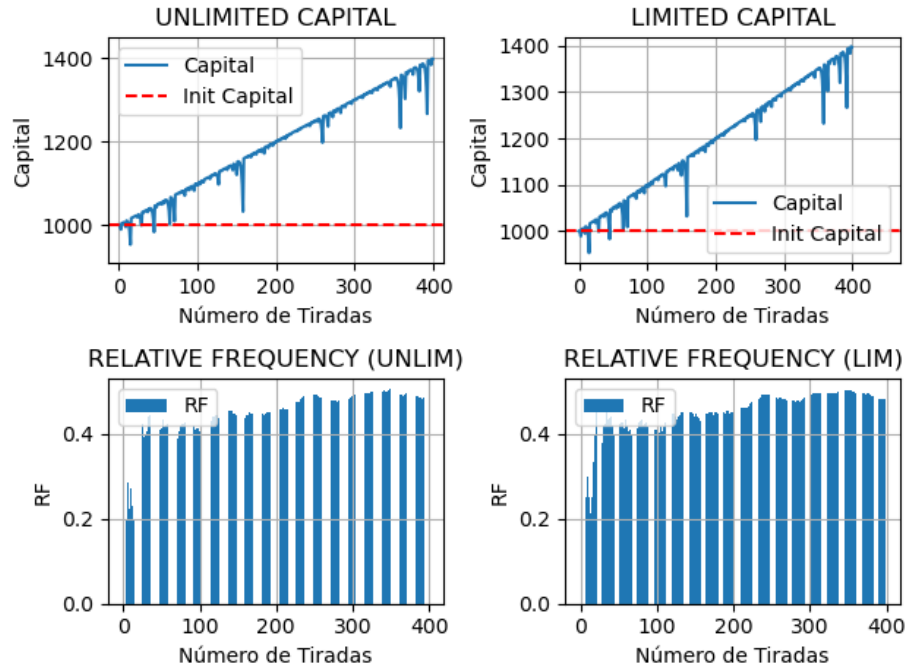 UNLIMITED CAPITAL
1400
1200
1000
Capital
Capital
Init Capital
0
100
200
300
400
Número de Tiradas
LIMITED CAPITAL
1400
1300
1200
1100
1000
Capital
Capital
Init Capital
0
100
200
300
400
Número de Tiradas
RELATIVE FREQUENCY (UNLIM)
0.4
0.2
0.0
RF
RF
0
100
200
300
400
Número de Tiradas
RELATIVE FREQUENCY (LIM)
0.4
0.2
0.0
RF
RF
0
100
200
300
400
Número de Tiradas